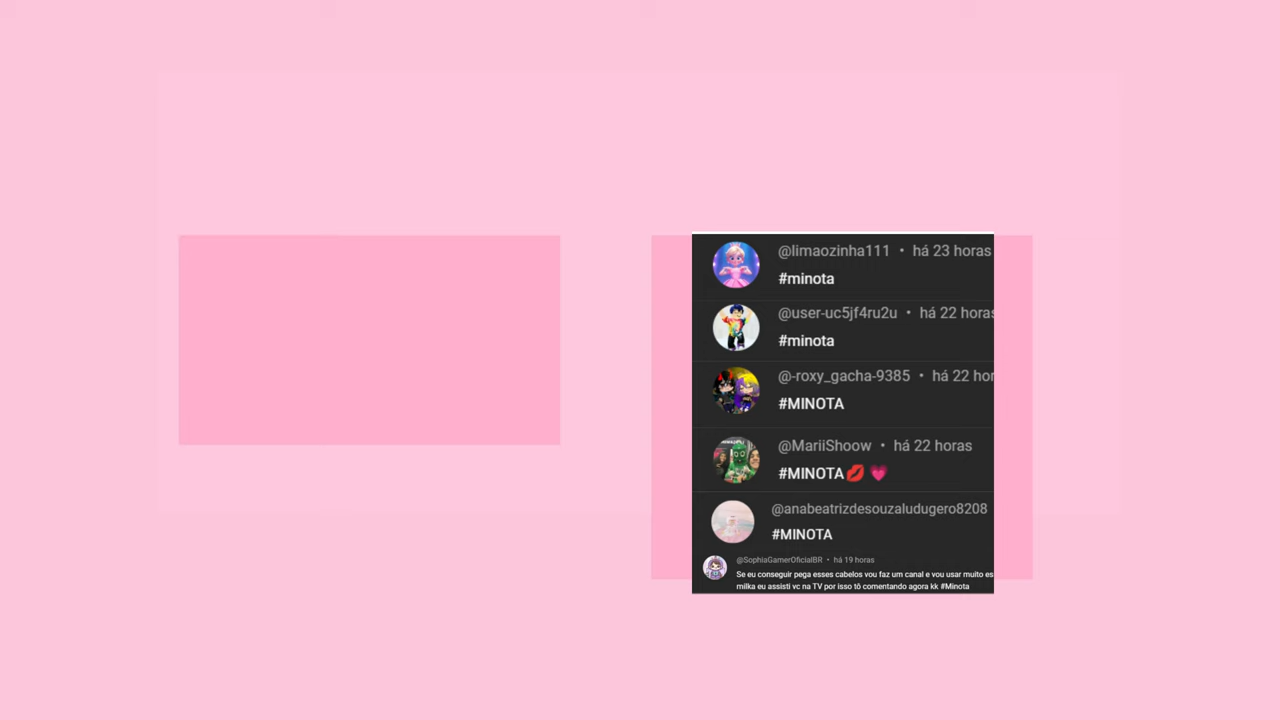 @limaozinha111 • há 23 horas
#minota
@user-uc5jf4ru2u • há 22 horas
#minota
@-roxy_gacha-9385 • há 22 hor
#MINOTA
@MariiShoow • há 22 horas
#MINOTA💋💗
@anabeatrizdesouzaludugero8208
#MINOTA
@SophiaGamerOficialBR • há 19 horas
Se eu conseguir pega esses cabelos vou faz um canal e vou usar muito es
milka eu assisti vc na TV por isso tô comentando agora kk #Minota